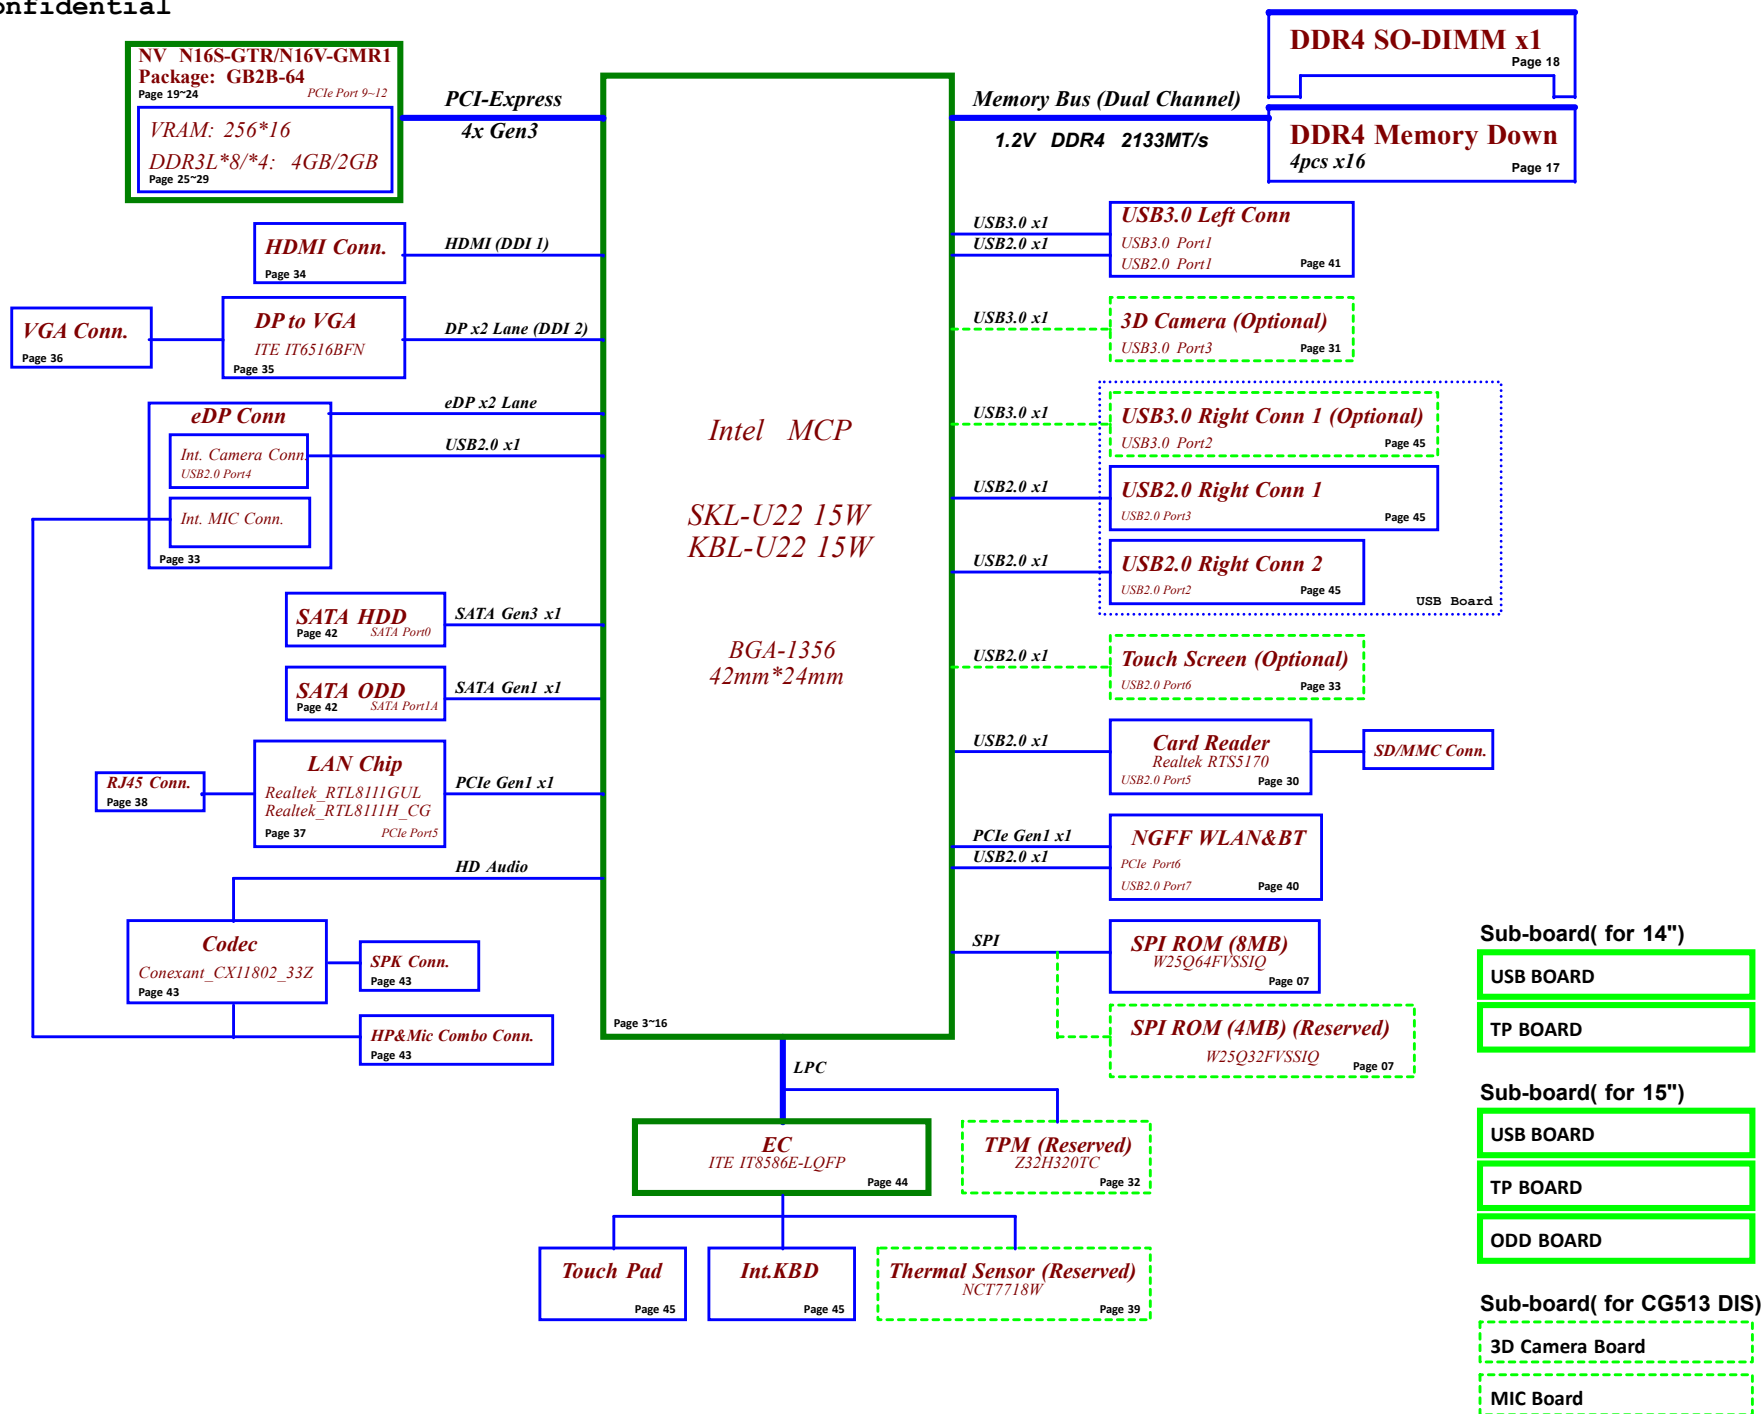 onfidential
NV N16S-GTR/N16V-GMR1
Package: GB2B-64
Page 19~24 PCIe Port 9~12
VRAM: 256*16
DDR3L*8/*4: 4GB/2GB
Page 25~29
PCI-Express
4x Gen3
HDMI Conn.
Page 34
HDMI (DDI 1)
VGA Conn.
Page 36
DP to VGA
ITE IT6516BFN
Page 35
DP x2 Lane (DDI 2)
eDP Conn
Int. Camera Conn.
USB2.0 Port4
Int. MIC Conn.
Page 33
eDP x2 Lane
USB2.0 x1
SATA HDD
Page 42 SATA Port0
SATA Gen3 x1
SATA ODD
Page 42 SATA Port1A
SATA Gen1 x1
RJ45 Conn.
Page 38
LAN Chip
Realtek_RTL8111GUL
Realtek_RTL8111H_CG
Page 37 PCIe Port5
PCIe Gen1 x1
HD Audio
Codec
Conexant_CX11802_33Z
Page 43
SPK Conn.
Page 43
HP&Mic Combo Conn.
Page 43
Intel MCP
SKL-U22 15W
KBL-U22 15W
BGA-1356
42mm*24mm
Page 3~16
LPC
EC
ITE IT8586E-LQFP
Page 44
TPM (Reserved)
Z32H320TC
Page 32
Touch Pad
Page 45
Int.KBD
Page 45
Thermal Sensor (Reserved)
NCT7718W
Page 39
Memory Bus (Dual Channel)
1.2V DDR4 2133MT/s
DDR4 SO-DIMM x1
Page 18
DDR4 Memory Down
4pcs x16
Page 17
USB3.0 x1
USB2.0 x1
USB3.0 Left Conn
USB3.0 Port1
USB2.0 Port1 Page 41
USB3.0 x1
3D Camera (Optional)
USB3.0 Port3 Page 31
USB3.0 x1
USB3.0 Right Conn 1 (Optional)
USB3.0 Port2 Page 45
USB2.0 x1
USB2.0 Right Conn 1
USB2.0 Port3 Page 45
USB2.0 x1
USB2.0 Right Conn 2
USB2.0 Port2 Page 45
USB Board
USB2.0 x1
Touch Screen (Optional)
USB2.0 Port6 Page 33
USB2.0 x1
Card Reader
Realtek RTS5170
USB2.0 Port5 Page 30
SD/MMC Conn.
PCIe Gen1 x1
USB2.0 x1
NGFF WLAN&BT
PCIe Port6
USB2.0 Port7 Page 40
SPI
SPI ROM (8MB)
W25Q64FVSSIQ
Page 07
SPI ROM (4MB) (Reserved)
W25Q32FVSSIQ
Page 07
Sub-board( for 14")
USB BOARD
TP BOARD
Sub-board( for 15")
USB BOARD
TP BOARD
ODD BOARD
Sub-board( for CG513 DIS)
3D Camera Board
MIC Board